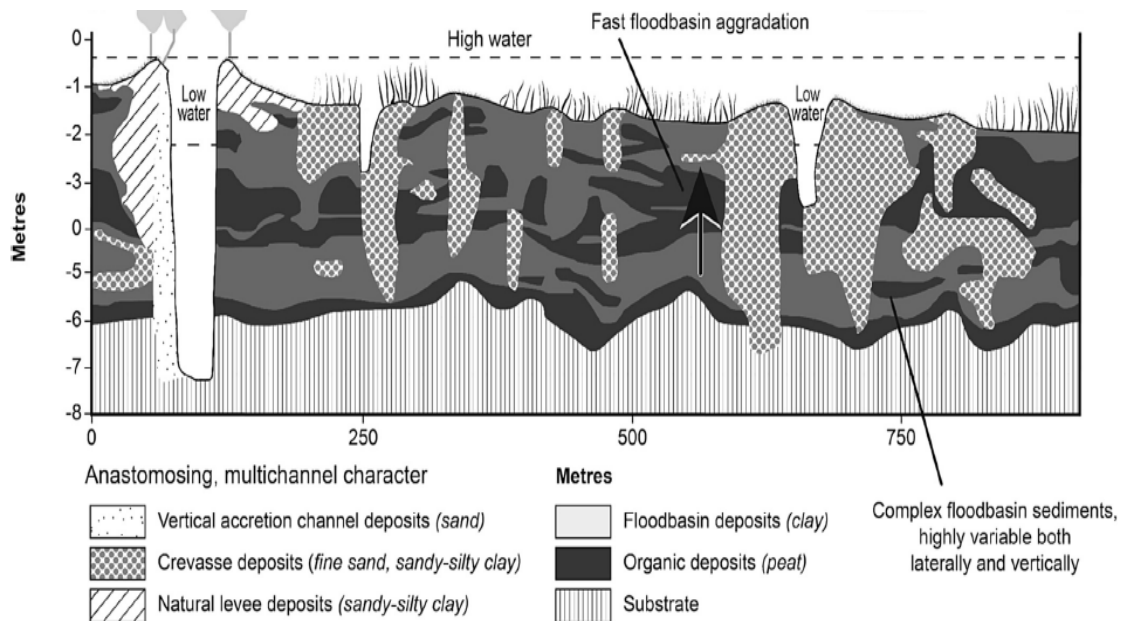 Fast floodbasin aggradation
0
High water
-1
Low
water
Low
water
-2
-3
Metres
0
-5
-6
-7
-8
0
250
500
750
Anastomosing, multichannel character
Metres
Vertical accretion channel deposits (sand)
Floodbasin deposits (clay)
Complex floodbasin sediments,
highly variable both
laterally and vertically
Crevasse deposits (fine sand, sandy-silty clay)
Organic deposits (peat)
Natural levee deposits (sandy-silty clay)
Substrate